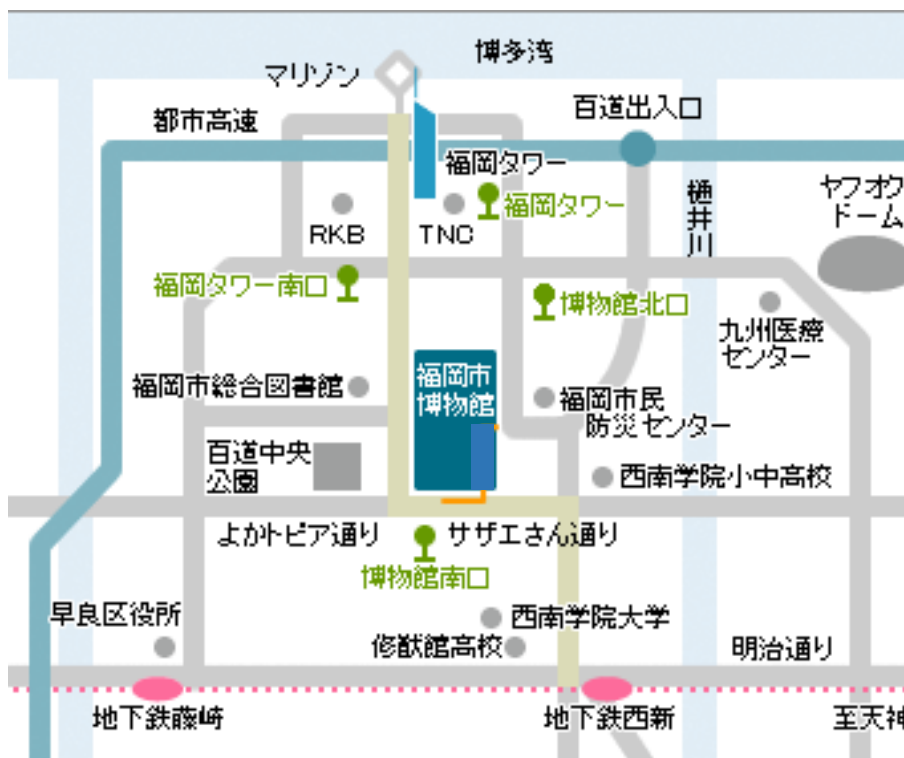 博多湾
マリゾン
百道出入口
都市高速
福岡タワー
福岡タワー
樋井川
ヤフオク
ドーム
RKB
TNC
福岡タワー南口
博物館北口
九州医療
センター
福岡市
博物館
福岡市総合図書館
福岡市民
防災センター
百道中央
公園
西南学院小中高校
よかトピア通り
サザエさん通り
博物館南口
早良区役所
西南学院大学
修猷館高校
明治通り
地下鉄藤崎
地下鉄西新
至天神